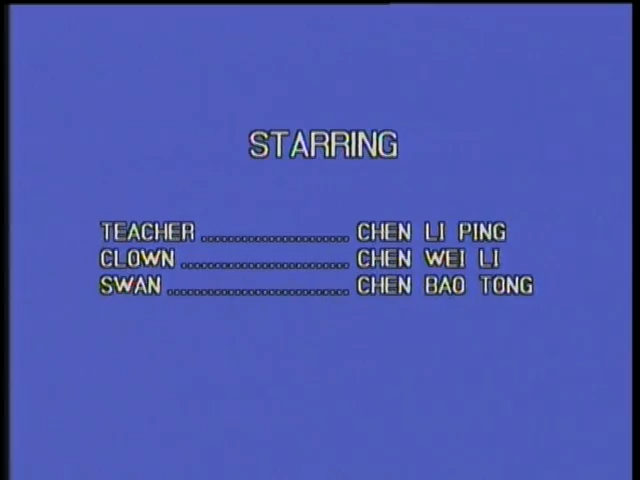 STARRING
TEACHER ...................... CHEN LI PING
CLOWN ......................... CHEN WEI LI
SWAN ........................... CHEN BAO TONG